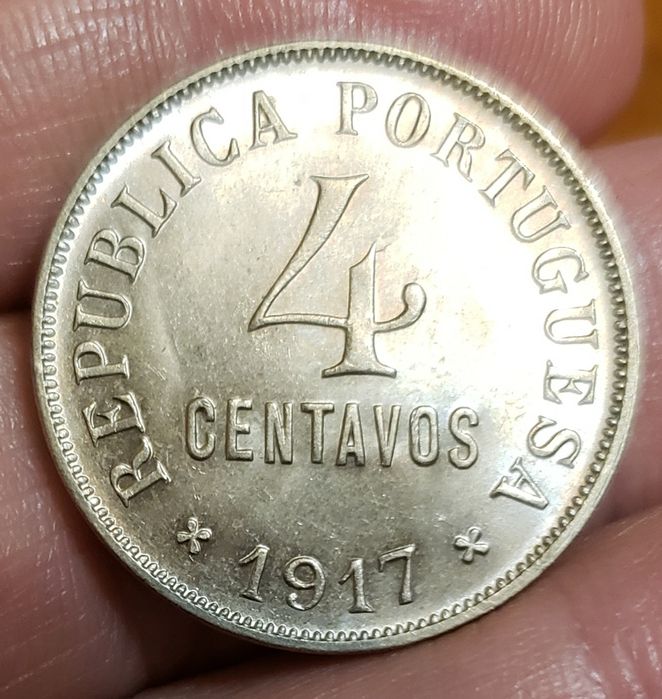 REPUBLICA PORTUGUESA
4
CENTAVOS
1917